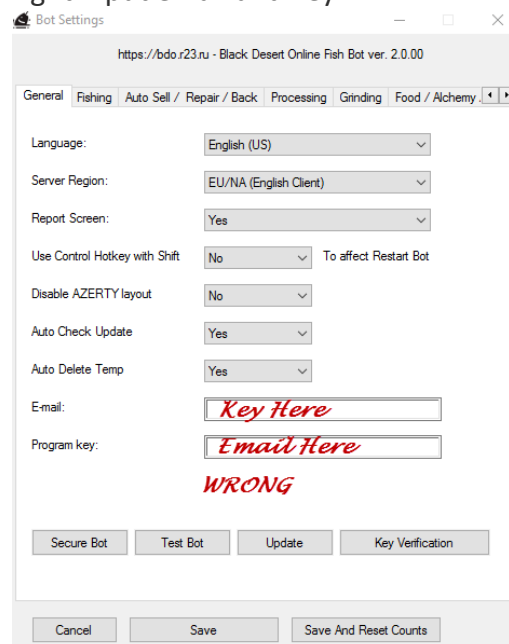 Bot Settings
https://bdo.r23.ru - Black Desert Online Fish Bot ver. 2.0.00
General Fishing Auto Sell / Repair / Back Processing Grinding Food / Alchemy
Language: English (US)
Server Region: EU/NA (English Client)
Report Screen: Yes
Use Control Hotkey with Shift No To affect Restart Bot
Disable AZERTY layout No
Auto Check Update Yes
Auto Delete Temp Yes
E-mail: Key Here
Program key: Email Here
WRONG
Secure Bot Test Bot Update Key Verification
Cancel Save Save And Reset Counts